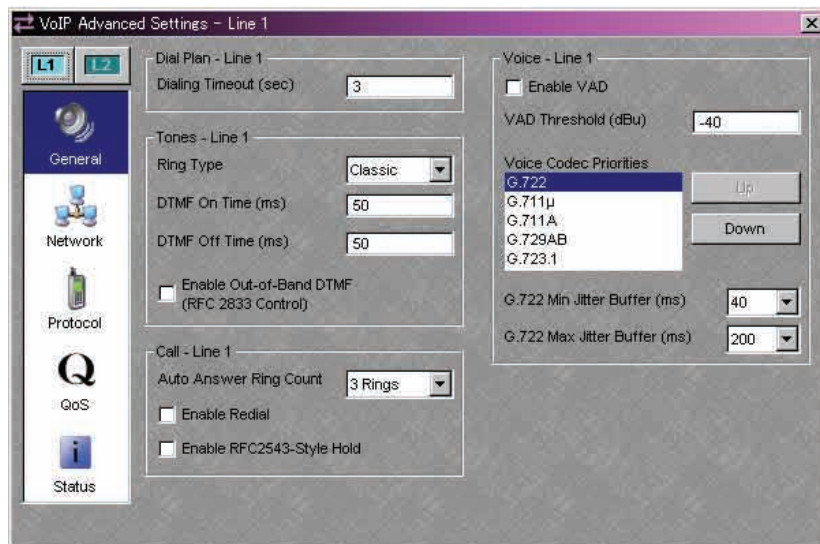 VoIP Advanced Settings - Line 1
L1
L2
General
Network
Protocol
QoS
Status
Dial Plan - Line 1
Dialing Timeout (sec)
3
Tones - Line 1
Ring Type
Classic
DTMF On Time (ms)
50
DTMF Off Time (ms)
50
Enable Out-of-Band DTMF
(RFC 2833 Control)
Call - Line 1
Auto Answer Ring Count
3 Rings
Enable Redial
Enable RFC2543-Style Hold
Voice - Line 1
Enable VAD
VAD Threshold (dBu)
-40
Voice Codec Priorities
G.722
G.711µ
G.711A
G.729AB
G.723.1
Up
Down
G.722 Min Jitter Buffer (ms)
40
G.722 Max Jitter Buffer (ms)
200